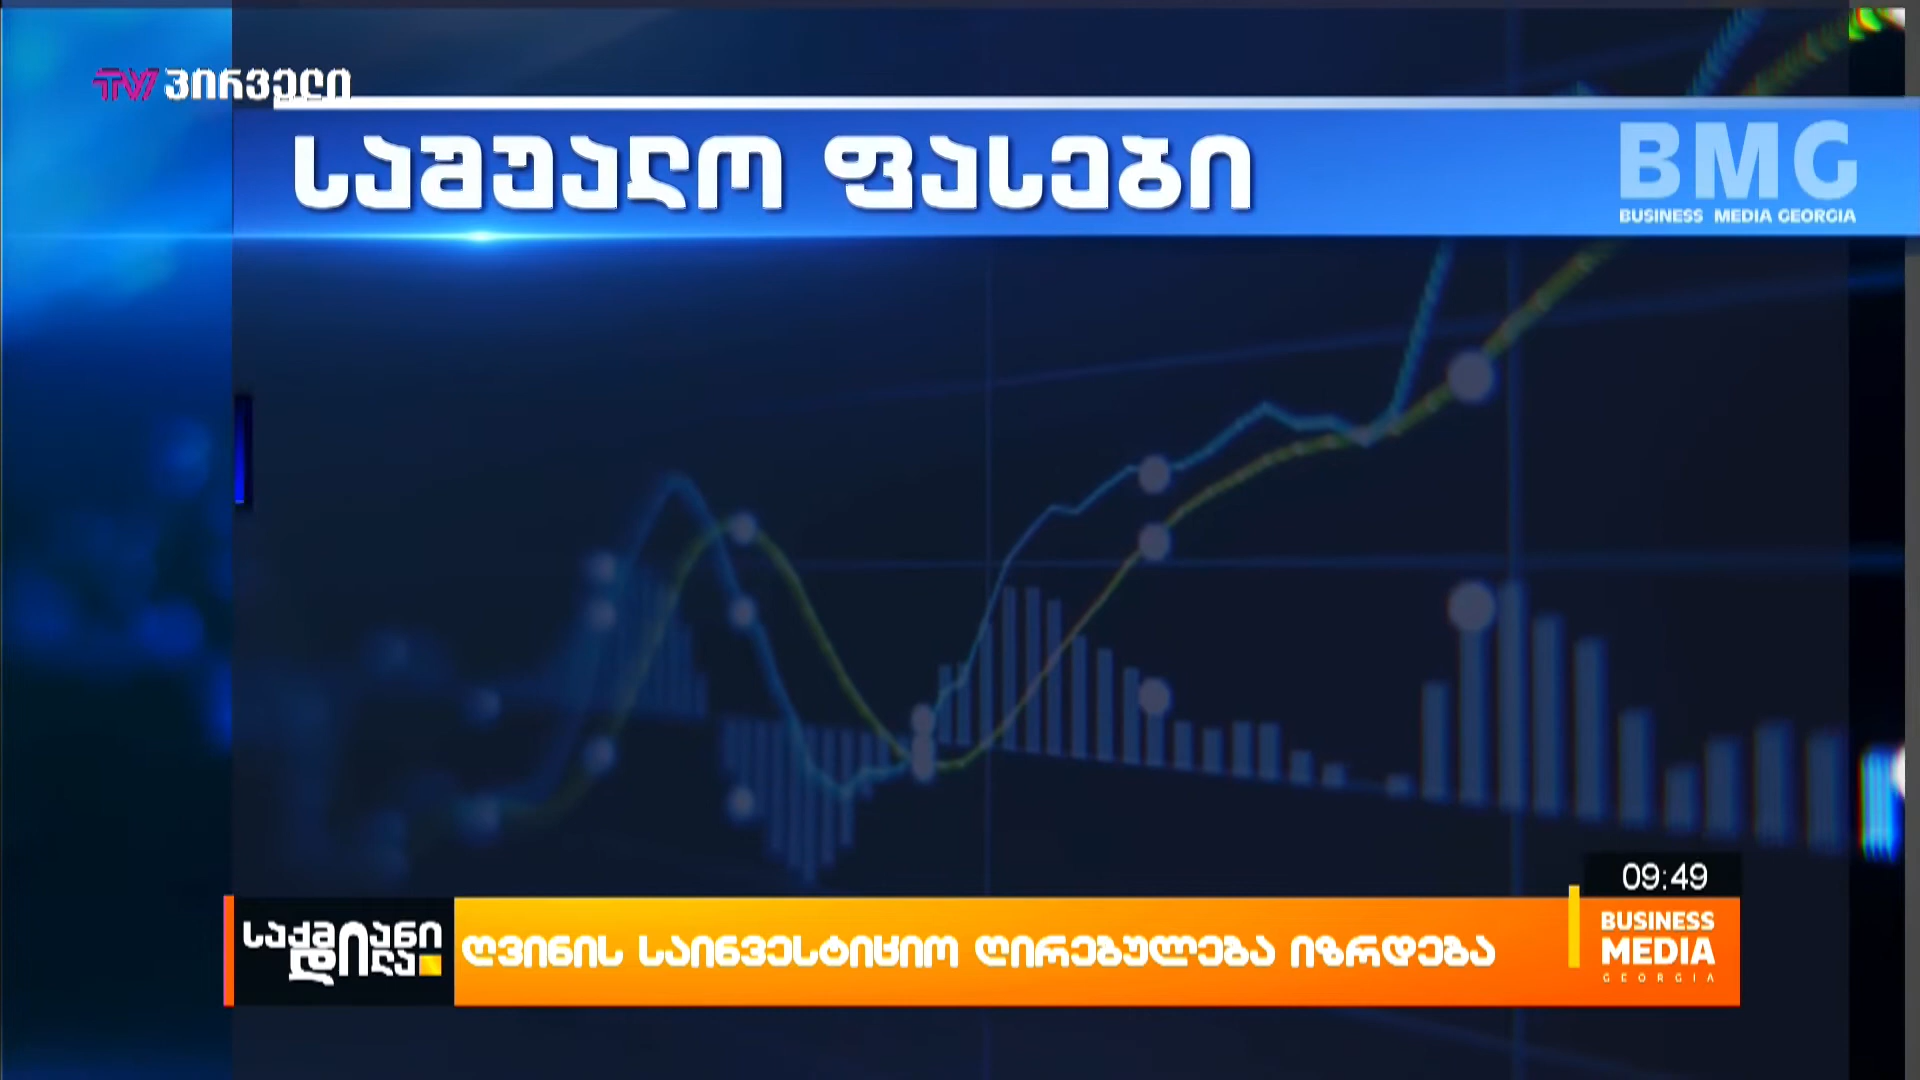 TV პირველი
საშუალო ფასები
BMG
BUSINESS MEDIA GEORGIA
09:49
საქმიანი
დილა
ღვინის საინვესტიციო ღირებულება იზრდება
BUSINESS
MEDIA
GEORGIA